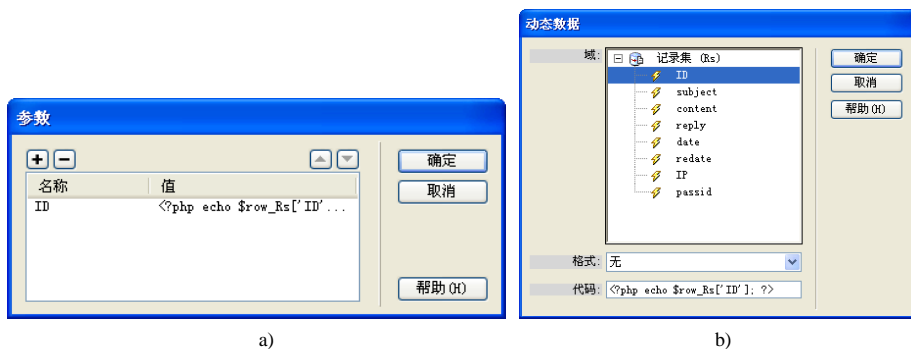 参数
名称 值
ID <?php echo $row_Rs['ID'...
确定
取消
帮助(H)
a)
动态数据
域:
记录集 (Rs)
ID
subject
content
reply
date
redate
IP
passid
格式: 无
代码: <?php echo $row_Rs['ID']; ?>
确定
取消
帮助(H)
b)